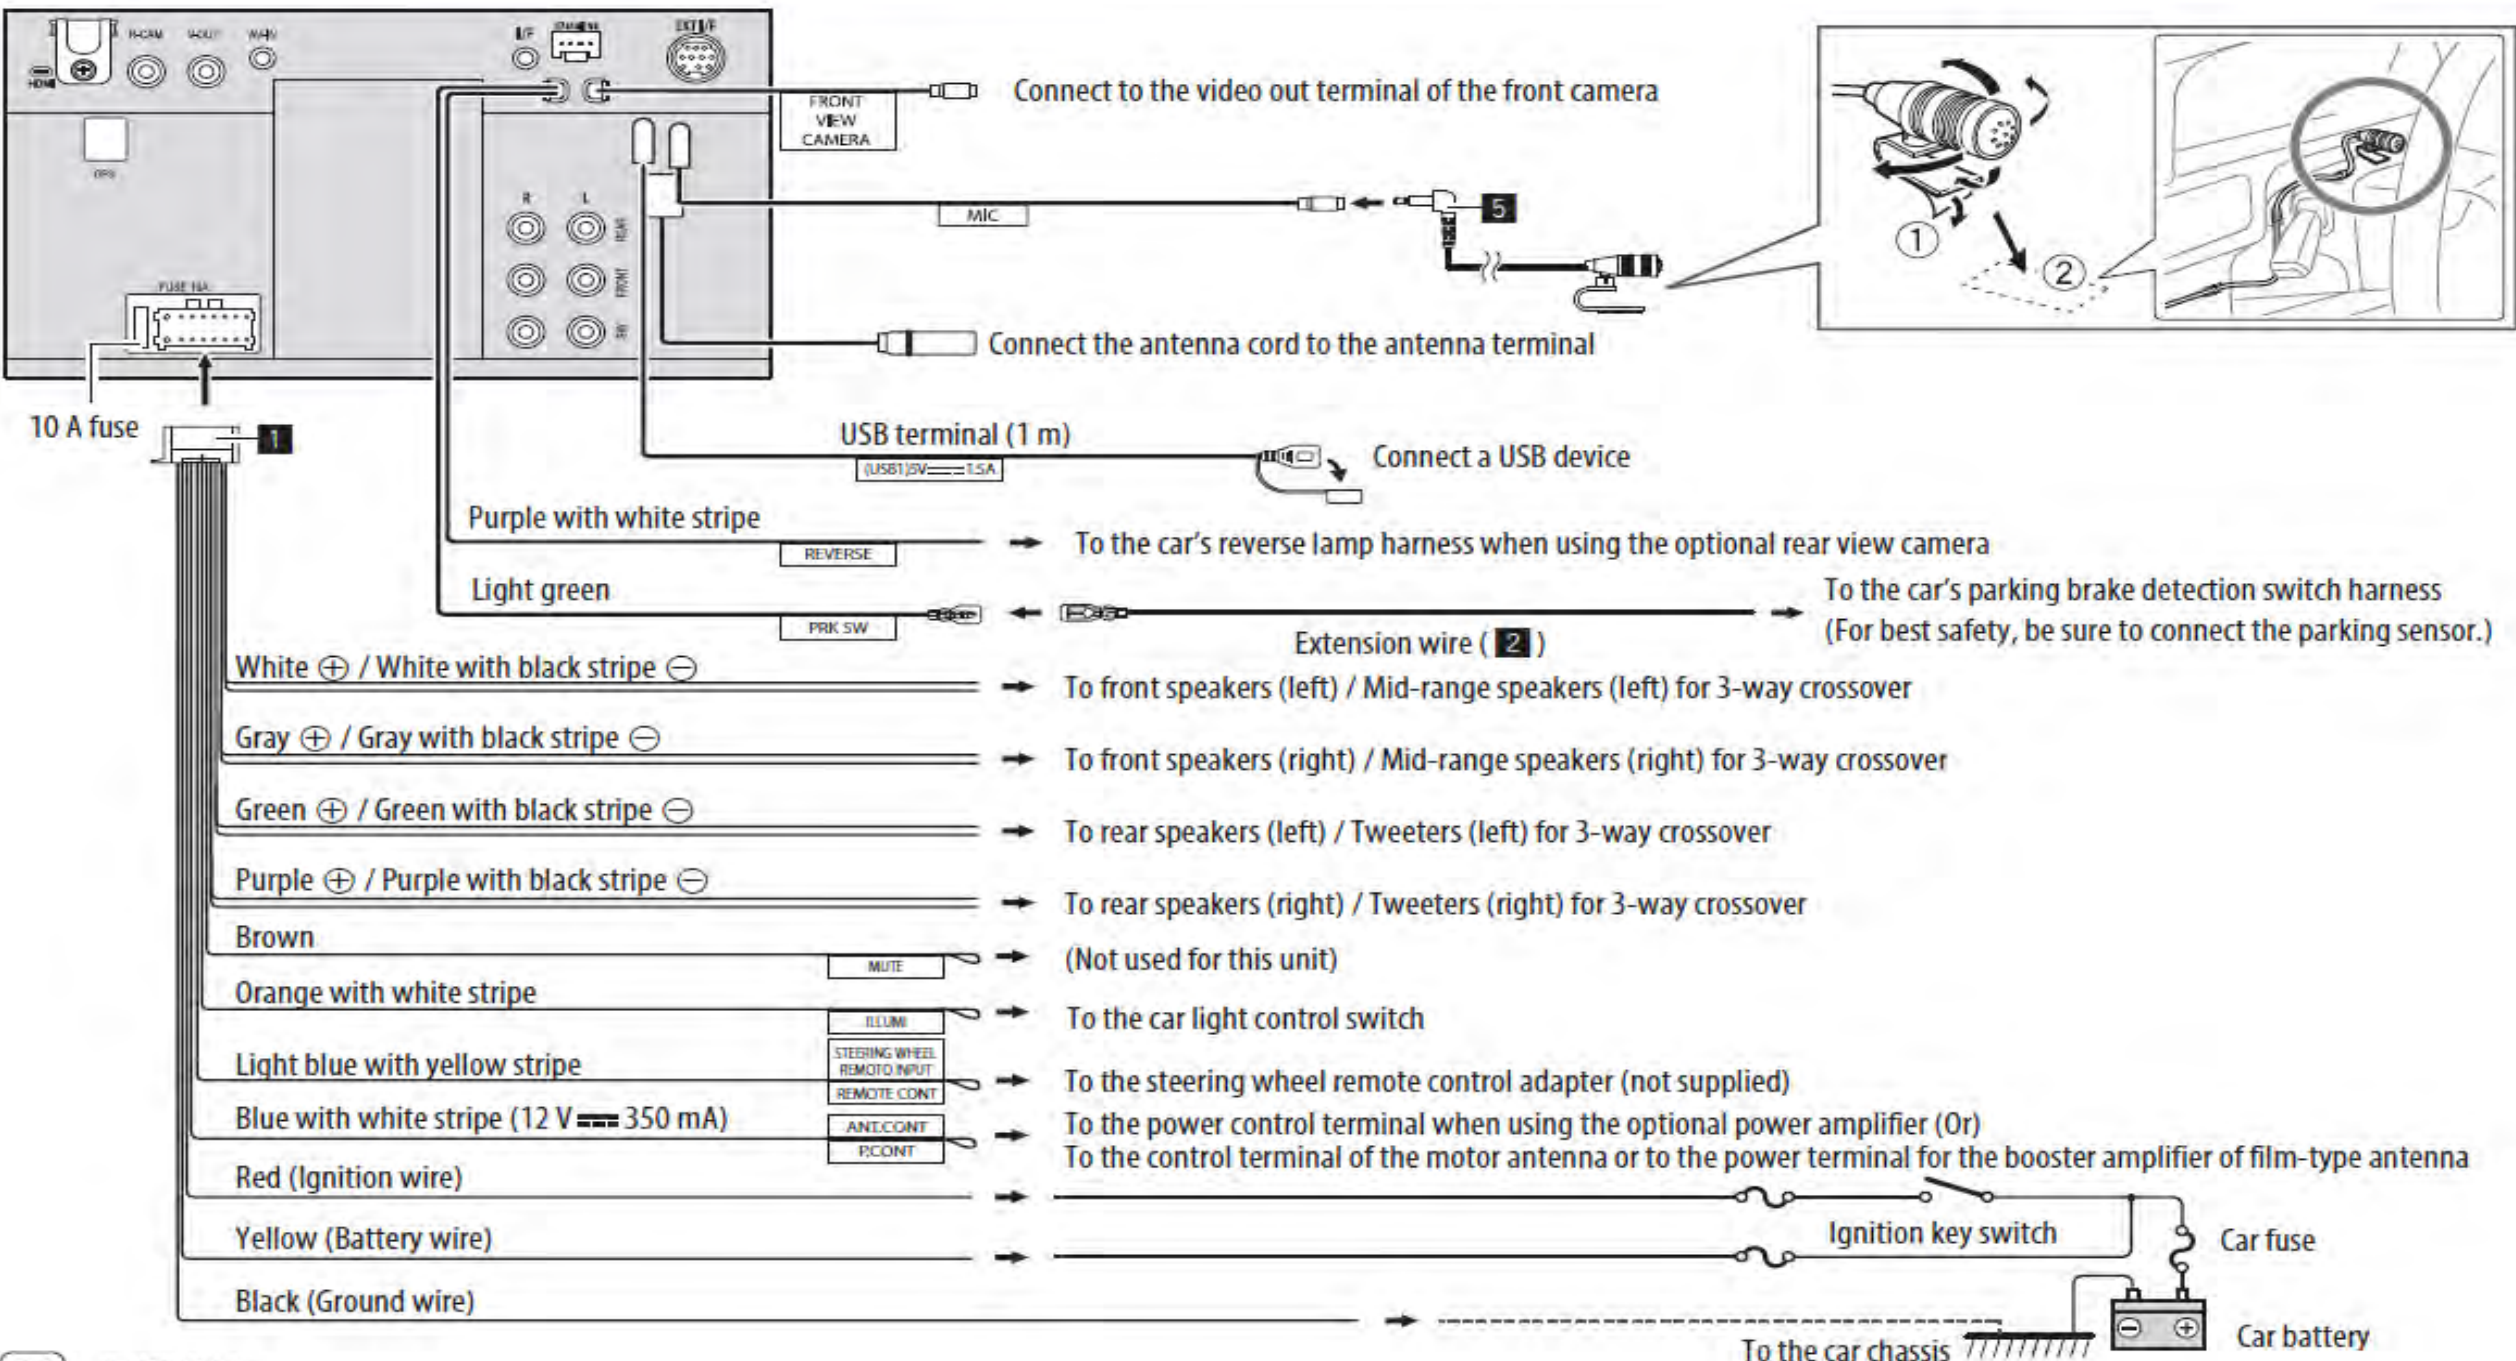 R-CAM
V-OUT
I/F
EXT I/F
HDMI
GPS
FRONT
VIEW
CAMERA
Connect to the video out terminal of the front camera
R
L
REAR
FRONT
MIC
5
1
2
FUSE 10A
Connect the antenna cord to the antenna terminal
10 A fuse
1
USB terminal (1 m)
(USB1)5V 1.5A
Connect a USB device
Purple with white stripe
REVERSE
To the car's reverse lamp harness when using the optional rear view camera
Light green
PRK SW
Extension wire ( 2 )
To the car's parking brake detection switch harness
(For best safety, be sure to connect the parking sensor.)
White ⊕ / White with black stripe ⊖
To front speakers (left) / Mid-range speakers (left) for 3-way crossover
Gray ⊕ / Gray with black stripe ⊖
To front speakers (right) / Mid-range speakers (right) for 3-way crossover
Green ⊕ / Green with black stripe ⊖
To rear speakers (left) / Tweeters (left) for 3-way crossover
Purple ⊕ / Purple with black stripe ⊖
To rear speakers (right) / Tweeters (right) for 3-way crossover
Brown
MUTE
(Not used for this unit)
Orange with white stripe
ILLUMI
To the car light control switch
Light blue with yellow stripe
STEERING WHEEL
REMOTO INPUT
REMOTE CONT
To the steering wheel remote control adapter (not supplied)
Blue with white stripe (12 V ⎓ 350 mA)
ANT.CONT
P.CONT
To the power control terminal when using the optional power amplifier (Or)
To the control terminal of the motor antenna or to the power terminal for the booster amplifier of film-type antenna
Red (Ignition wire)
Ignition key switch
Yellow (Battery wire)
Car fuse
Black (Ground wire)
To the car chassis
⊖ ⊕
Car battery